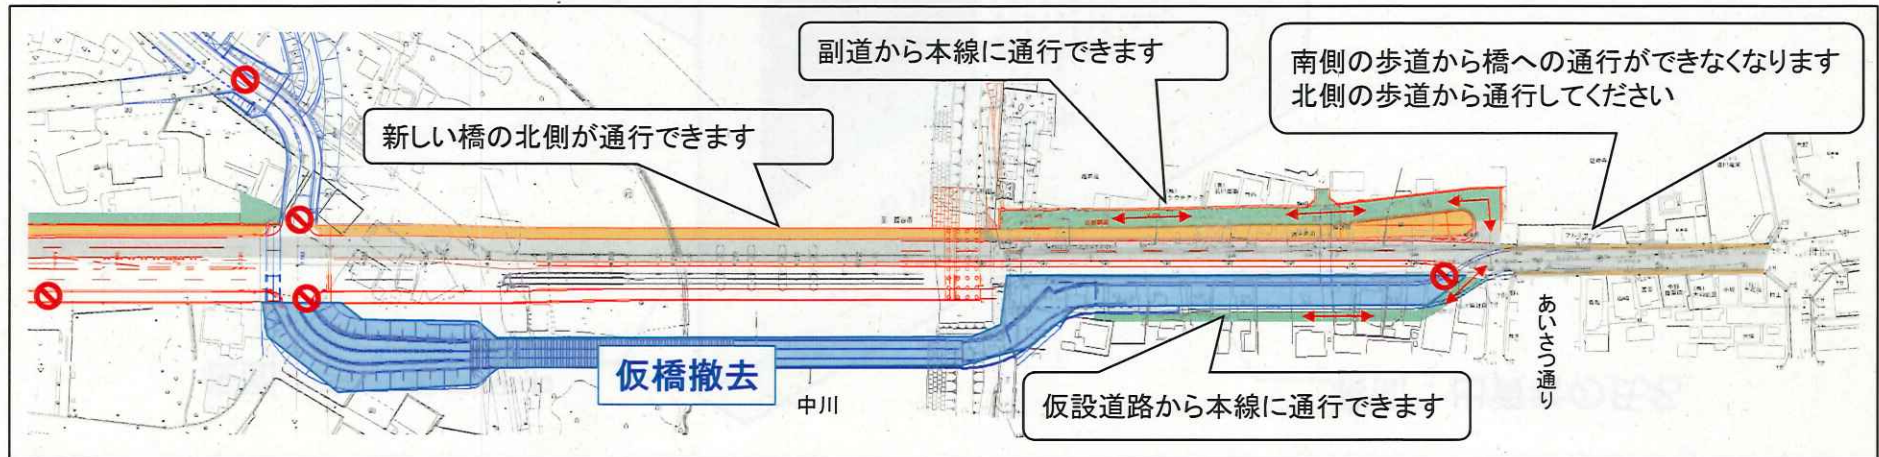 副道から本線に通行できます
南側の歩道から橋への通行ができなくなります
北側の歩道から通行してください
新しい橋の北側が通行できます
仮橋撤去
中川
仮設道路から本線に通行できます
あいさつ通り